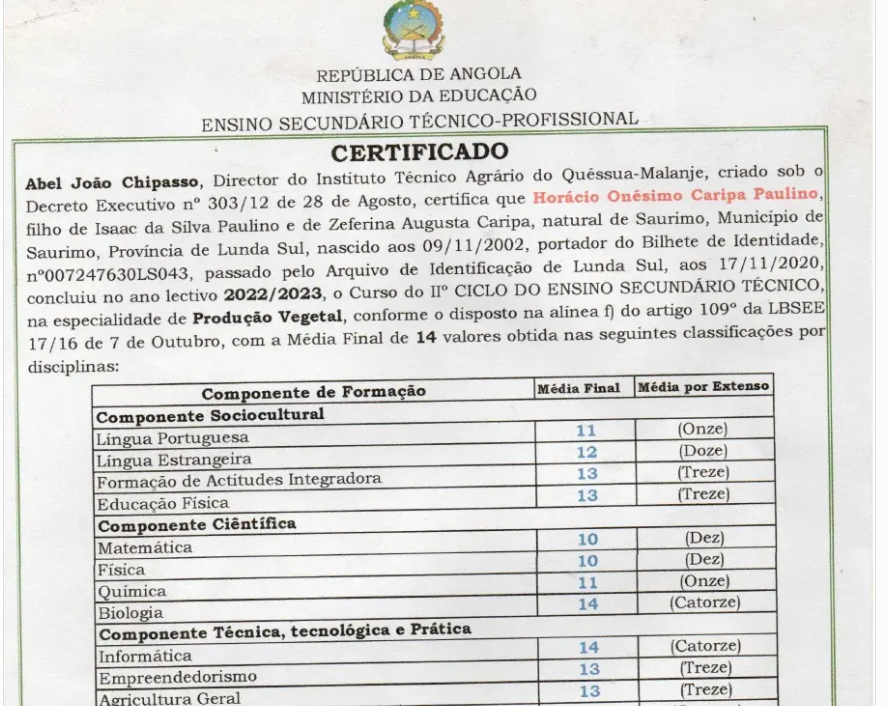 REPÚBLICA DE ANGOLA
MINISTÉRIO DA EDUCAÇÃO
ENSINO SECUNDÁRIO TÉCNICO-PROFISSIONAL
CERTIFICADO
Abel João Chipasso, Director do Instituto Técnico Agrário do Quéssua-Malanje, criado sob o
Decreto Executivo nº 303/12 de 28 de Agosto, certifica que Horácio Onésimo Caripa Paulino,
filho de Isaac da Silva Paulino e de Zeferina Augusta Caripa, natural de Saurimo, Município de
Saurimo, Província de Lunda Sul, nascido aos 09/11/2002, portador do Bilhete de Identidade,
nº007247630LS043, passado pelo Arquivo de Identificação de Lunda Sul, aos 17/11/2020,
concluiu no ano lectivo 2022/2023, o Curso do IIº CICLO DO ENSINO SECUNDÁRIO TÉCNICO,
na especialidade de Produção Vegetal, conforme o disposto na alínea f) do artigo 109º da LBSEE
17/16 de 7 de Outubro, com a Média Final de 14 valores obtida nas seguintes classificações por
disciplinas:
Componente de Formação Média Final Média por Extenso
Componente Sociocultural
Língua Portuguesa 11 (Onze)
Língua Estrangeira 12 (Doze)
Formação de Actitudes Integradora 13 (Treze)
Educação Física 13 (Treze)
Componente Ciêntífica
Matemática 10 (Dez)
Física 10 (Dez)
Química 11 (Onze)
Biologia 14 (Catorze)
Componente Técnica, tecnológica e Prática
Informática 14 (Catorze)
Empreendedorismo 13 (Treze)
Agricultura Geral 13 (Treze)